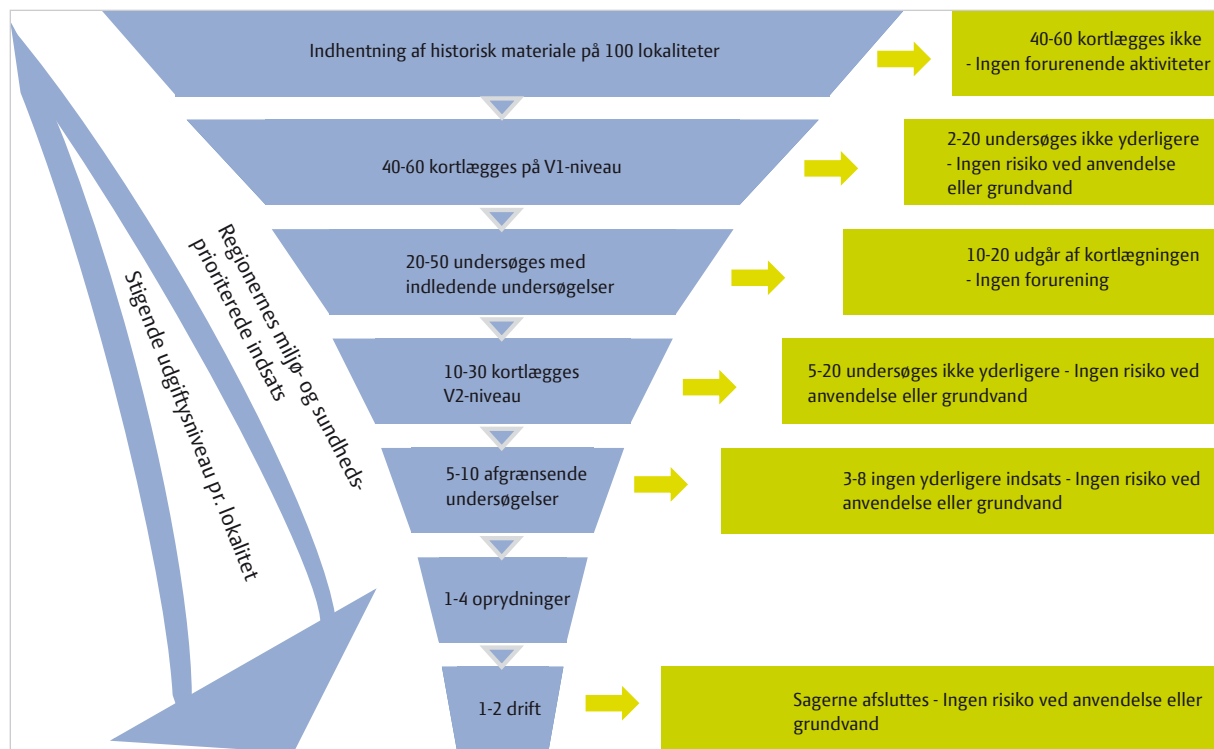 Indhentning af historisk materiale på 100 lokaliteter
40-60 kortlægges ikke
- Ingen forurenende aktiviteter
40-60 kortlægges på V1-niveau
2-20 undersøges ikke yderligere
- Ingen risiko ved anvendelse
eller grundvand
20-50 undersøges med
indledende undersøgelser
10-20 udgår af kortlægningen
- Ingen forurening
10-30 kortlægges
V2-niveau
5-20 undersøges ikke yderligere - Ingen risiko ved
anvendelse eller grundvand
5-10 afgrænsende
undersøgelser
3-8 ingen yderligere indsats - Ingen risiko ved
anvendelse eller grundvand
1-4 oprydninger
1-2 drift
Sagerne afsluttes - Ingen risiko ved anvendelse eller
grundvand
Regionernes miljø- og sundheds-
prioriterede indsats
Stigende udgiftysniveau pr. lokalitet